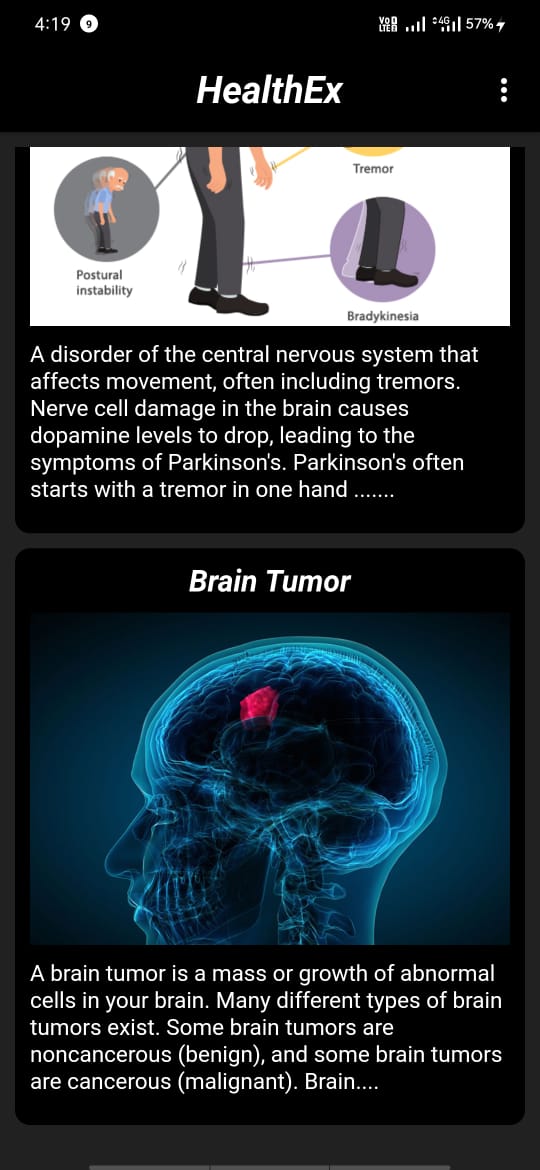 4:19 9 VoD LTE 4G 57%
HealthEx
Tremor
Postural
instability
Bradykinesia
A disorder of the central nervous system that
affects movement, often including tremors.
Nerve cell damage in the brain causes
dopamine levels to drop, leading to the
symptoms of Parkinson's. Parkinson's often
starts with a tremor in one hand .......
Brain Tumor
A brain tumor is a mass or growth of abnormal
cells in your brain. Many different types of brain
tumors exist. Some brain tumors are
noncancerous (benign), and some brain tumors
are cancerous (malignant). Brain....